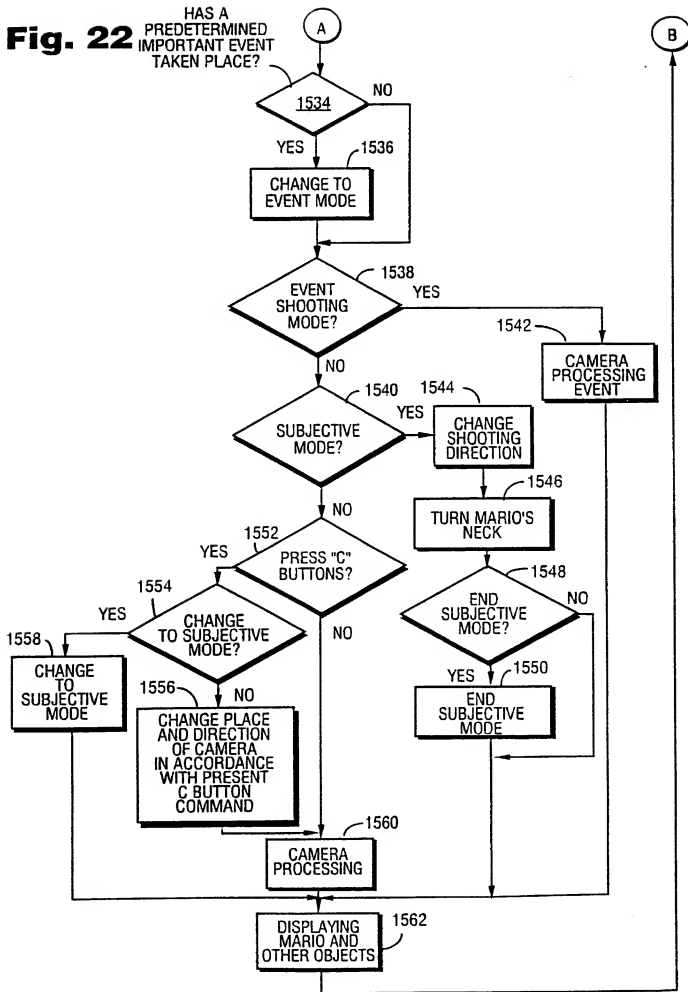 Fig. 22
HAS A
PREDETERMINED
IMPORTANT EVENT
TAKEN PLACE?
A
B
1534
NO
YES
1536
CHANGE TO
EVENT MODE
1538
EVENT
SHOOTING
MODE?
YES
NO
1542
CAMERA
PROCESSING
EVENT
1540
SUBJECTIVE
MODE?
YES
NO
1544
CHANGE
SHOOTING
DIRECTION
1546
TURN MARIO'S
NECK
1548
END
SUBJECTIVE
MODE?
NO
YES
1550
END
SUBJECTIVE
MODE
1552
PRESS "C"
BUTTONS?
YES
NO
1554
CHANGE
TO SUBJECTIVE
MODE?
YES
NO
1558
CHANGE
TO
SUBJECTIVE
MODE
1556
CHANGE PLACE
AND DIRECTION
OF CAMERA
IN ACCORDANCE
WITH PRESENT
C BUTTON
COMMAND
1560
CAMERA
PROCESSING
1562
DISPLAYING
MARIO AND
OTHER OBJECTS